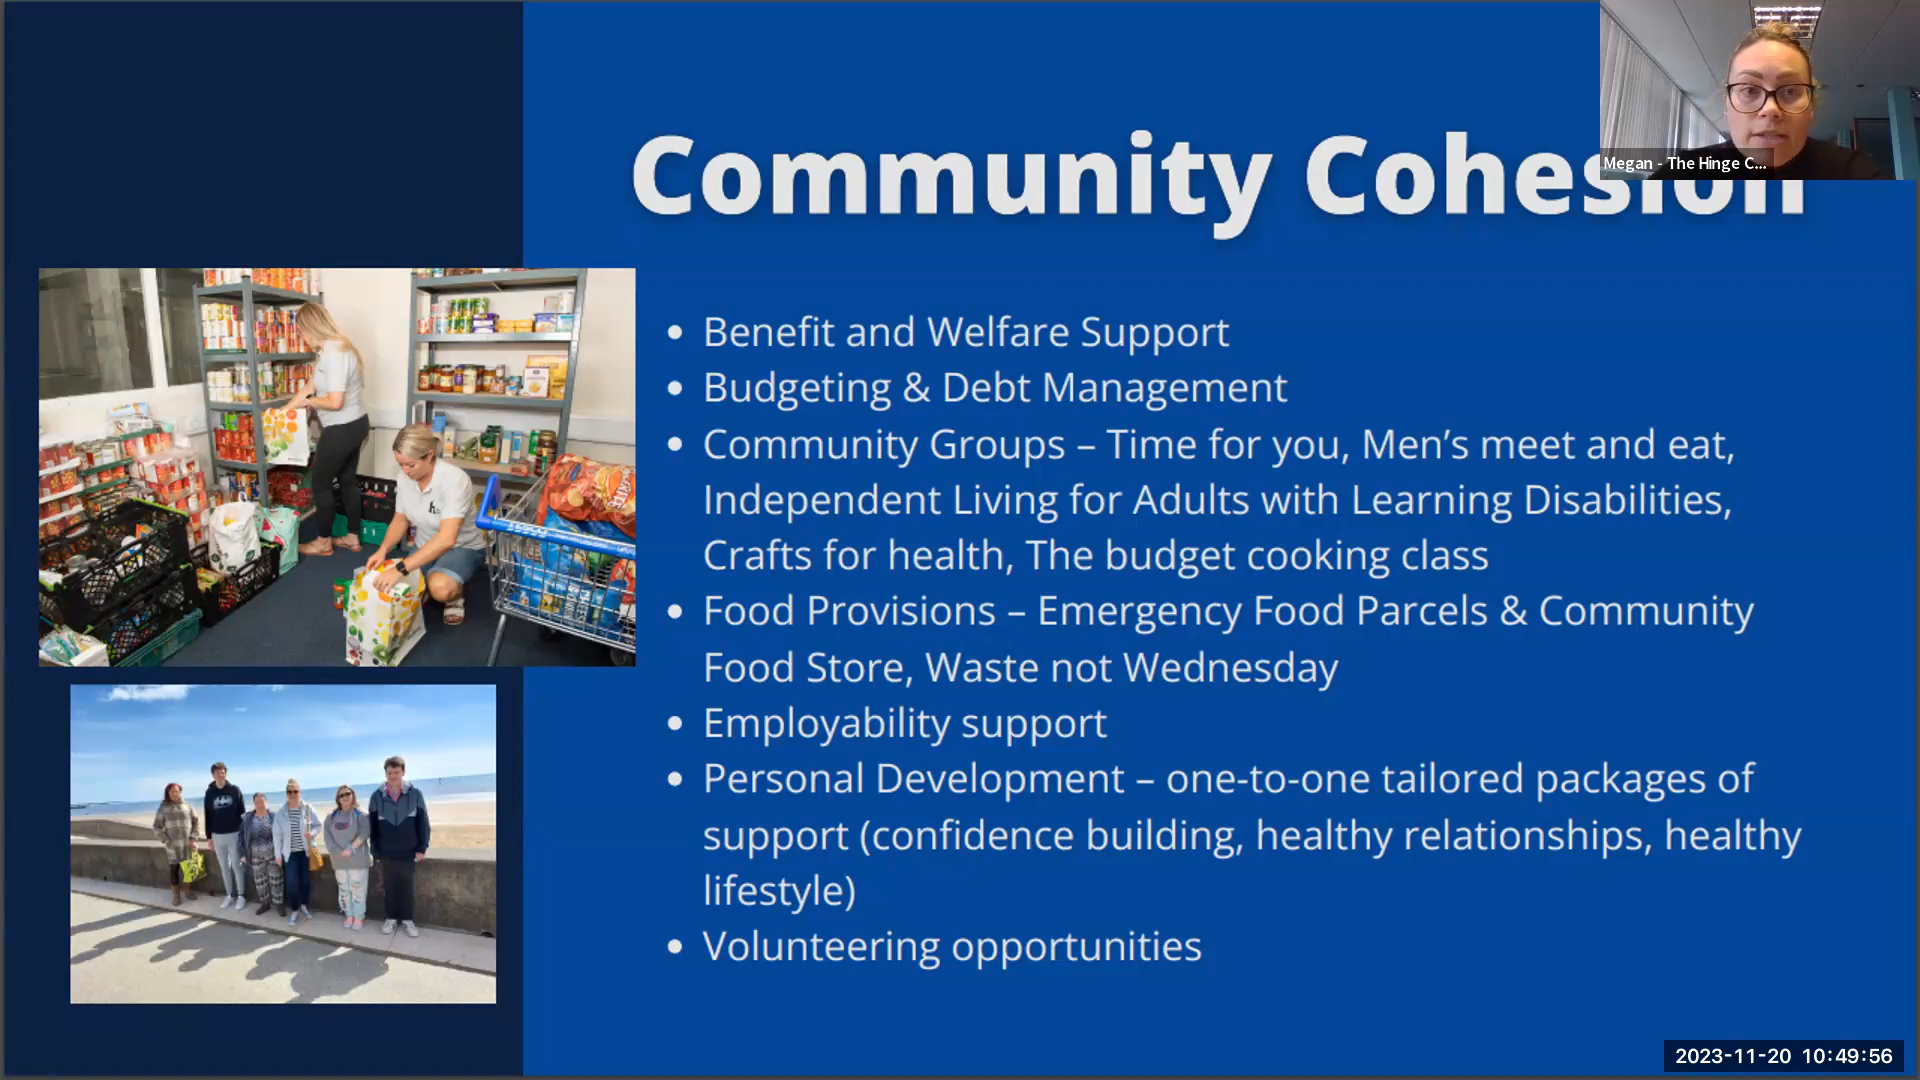 Community Cohesion
Megan - The Hinge C...
Benefit and Welfare Support
Budgeting & Debt Management
Community Groups – Time for you, Men’s meet and eat,
Independent Living for Adults with Learning Disabilities,
Crafts for health, The budget cooking class
Food Provisions – Emergency Food Parcels & Community
Food Store, Waste not Wednesday
Employability support
Personal Development – one-to-one tailored packages of
support (confidence building, healthy relationships, healthy
lifestyle)
Volunteering opportunities
TESCO
2023-11-20 10:49:56